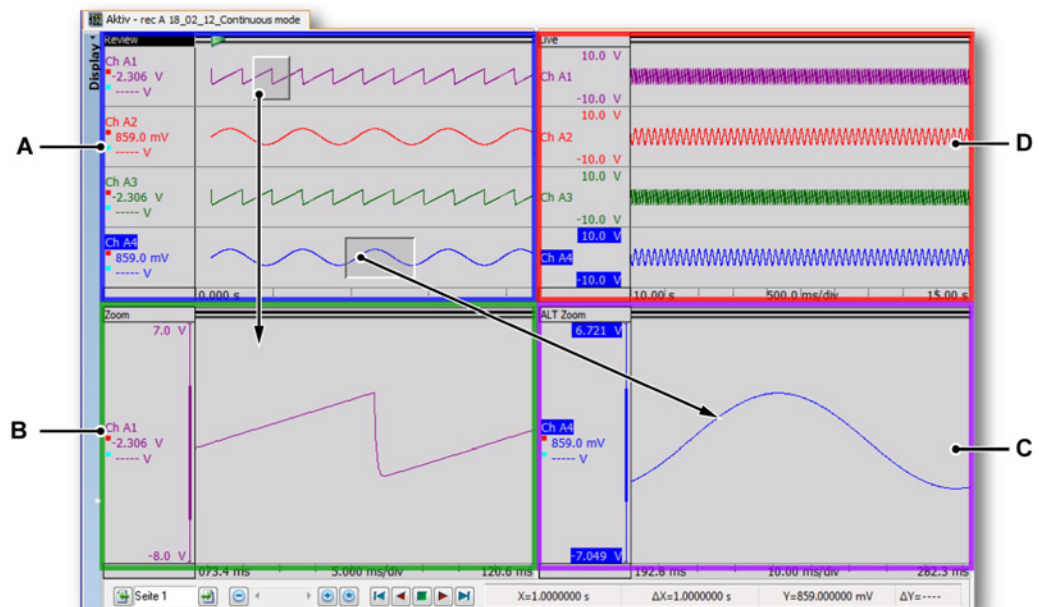 Aktiv - rec A 18_02_12_Continuous mode
Display
Review
Ch A1
-2.306 V
----- V
Ch A2
859.0 mV
----- V
Ch A3
-2.306 V
----- V
Ch A4
859.0 mV
----- V
0.000 s
Live
10.0 V
Ch A1
-10.0 V
10.0 V
Ch A2
-10.0 V
10.0 V
Ch A3
-10.0 V
10.0 V
Ch A4
-10.0 V
10.00 s 500.0 ms/div 15.00 s
A
D
Zoom
7.0 V
Ch A1
-2.306 V
----- V
-8.0 V
073.4 ms 5.000 ms/div 120.6 ms
ALT Zoom
6.721 V
Ch A4
859.0 mV
----- V
-7.049 V
192.8 ms 10.00 ms/div 282.3 ms
B
C
Seite 1
X=1.0000000 s ΔX=1.0000000 s Y=859.000000 mV ΔY=----